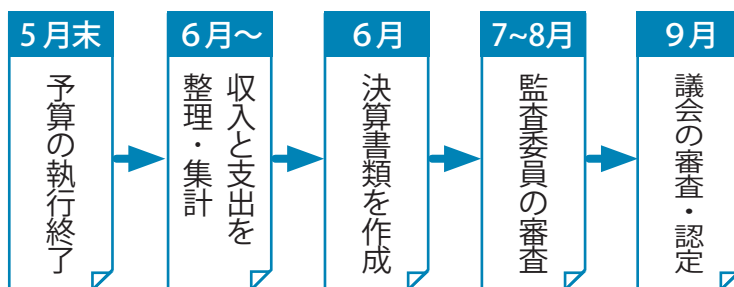 5月末
予算の執行終了
6月～
収入と支出を
整理・集計
6月
決算書類を作成
7~8月
監査委員の審査
9月
議会の審査・認定